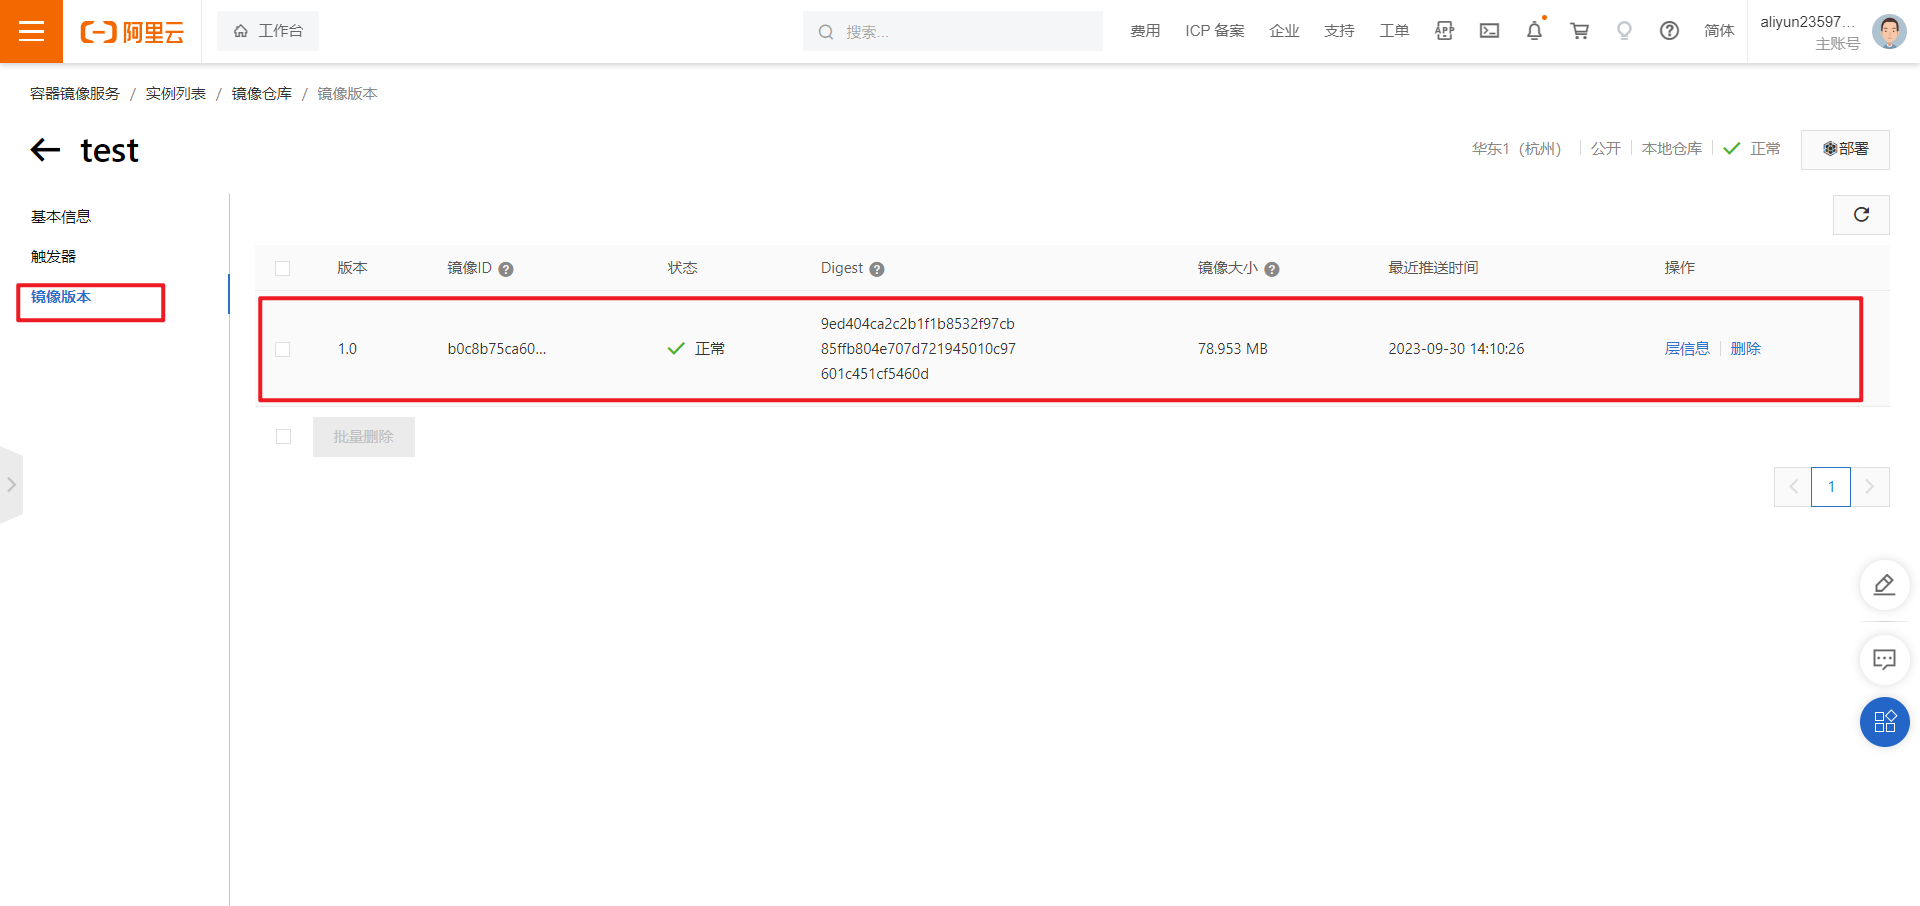 阿里云
工作台
搜索...
费用
ICP 备案
企业
支持
工单
APP
简体
aliyun23597...
主账号
容器镜像服务 / 实例列表 / 镜像仓库 / 镜像版本
test
华东1（杭州）
公开
本地仓库
正常
部署
基本信息
触发器
镜像版本
版本 镜像ID 状态 Digest 镜像大小 最近推送时间 操作
9ed404ca2c2b1f1b8532f97cb
1.0 b0c8b75ca60... 正常 85ffb804e707d721945010c97 78.953 MB 2023-09-30 14:10:26 层信息 删除
601c451cf5460d
批量删除
1